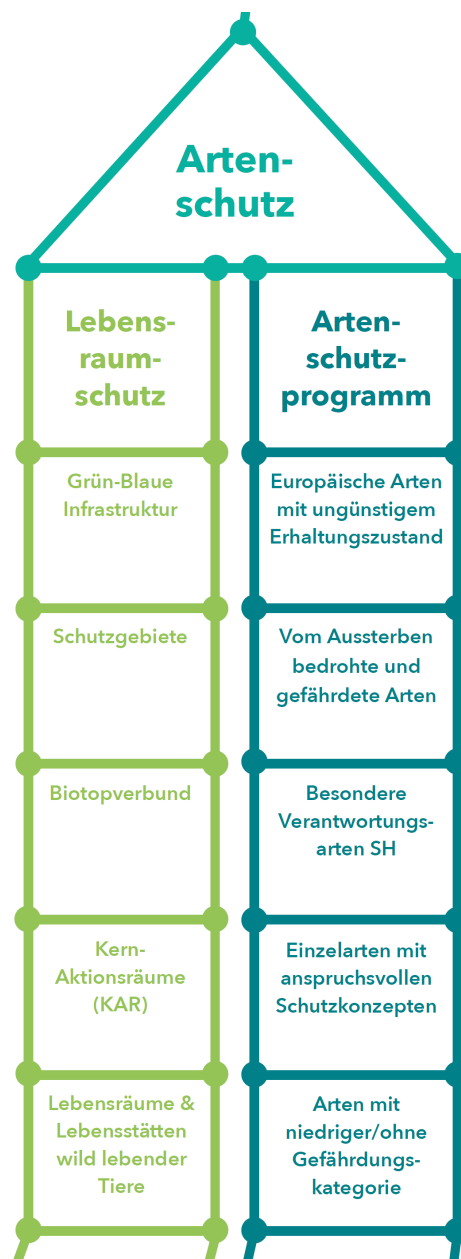 Arten-
schutz
Lebens-
raum-
schutz
Grün-Blaue
Infrastruktur
Schutzgebiete
Biotopverbund
Kern-
Aktionsräume
(KAR)
Lebensräume &
Lebensstätten
wild lebender
Tiere
Arten-
schutz-
programm
Europäische Arten
mit ungünstigem
Erhaltungszustand
Vom Aussterben
bedrohte und
gefährdete Arten
Besondere
Verantwortungs-
arten SH
Einzelarten mit
anspruchsvollen
Schutzkonzepten
Arten mit
niedriger/ohne
Gefährdungs-
kategorie